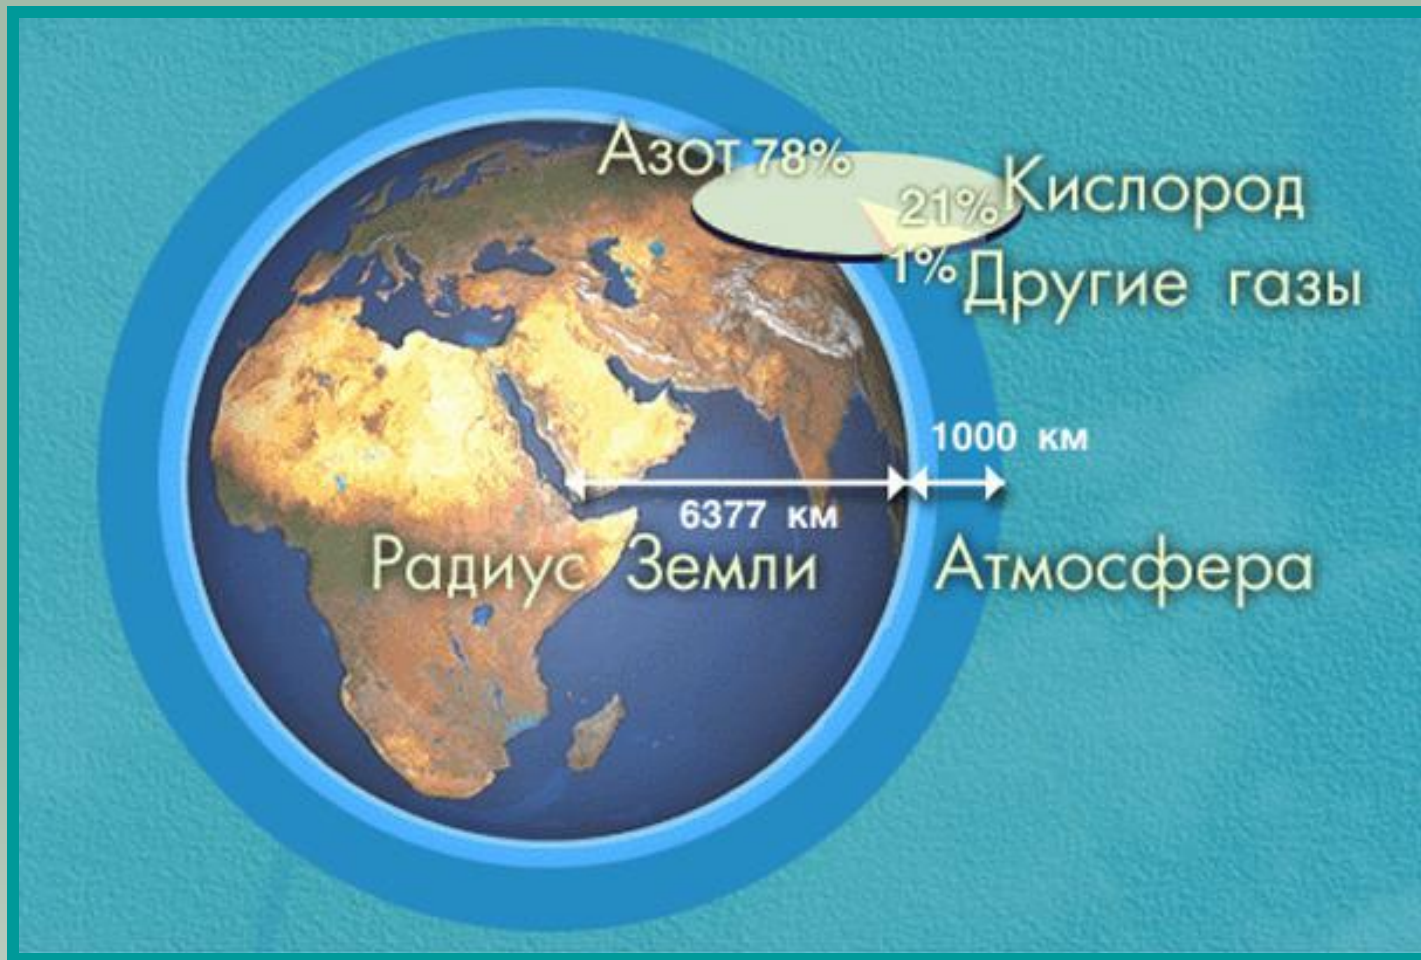 Азот 78%
21% Кислород
1% Другие газы
1000 км
6377 км
Радиус Земли
Атмосфера